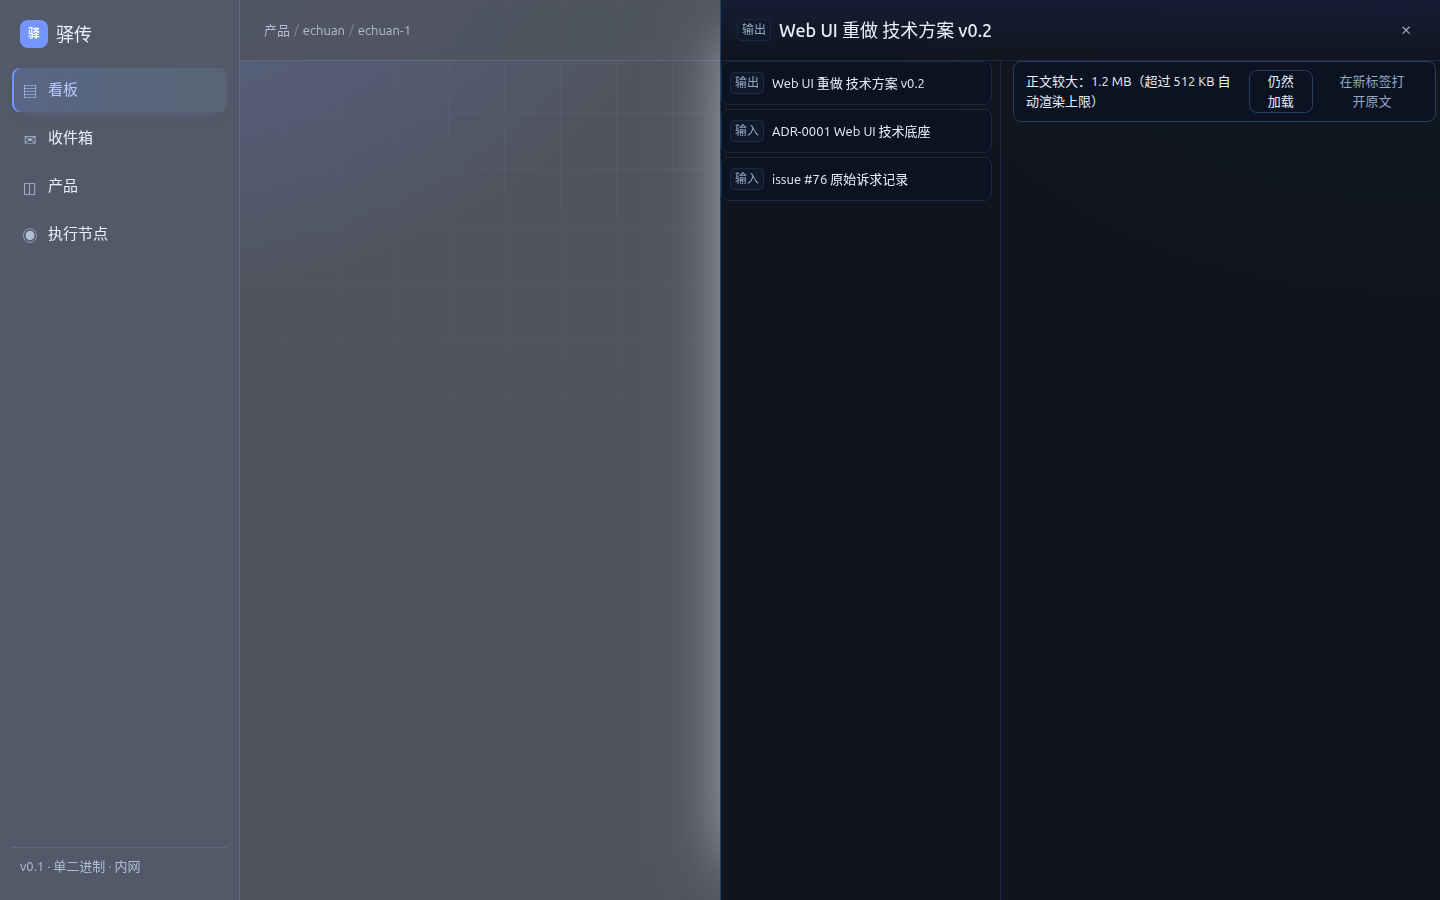 驿 驿传
看板
收件箱
产品
执行节点
v0.1 · 单二进制 · 内网
产品 / echuan / echuan-1
输出 Web UI 重做 技术方案 v0.2 ×
输出 Web UI 重做 技术方案 v0.2
输入 ADR-0001 Web UI 技术底座
输入 issue #76 原始诉求记录
正文较大：1.2 MB（超过 512 KB 自
动渲染上限）
仍然
加载
在新标签打
开原文